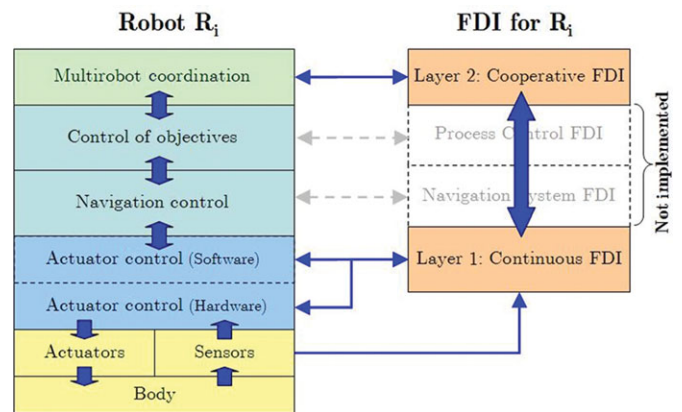 Robot Ri
FDI for Ri
Multirobot coordination
Layer 2: Cooperative FDI
Control of objectives
Process Control FDI
Navigation control
Navigation System FDI
Not implemented
Actuator control (Software)
Layer 1: Continuous FDI
Actuator control (Hardware)
Actuators
Sensors
Body